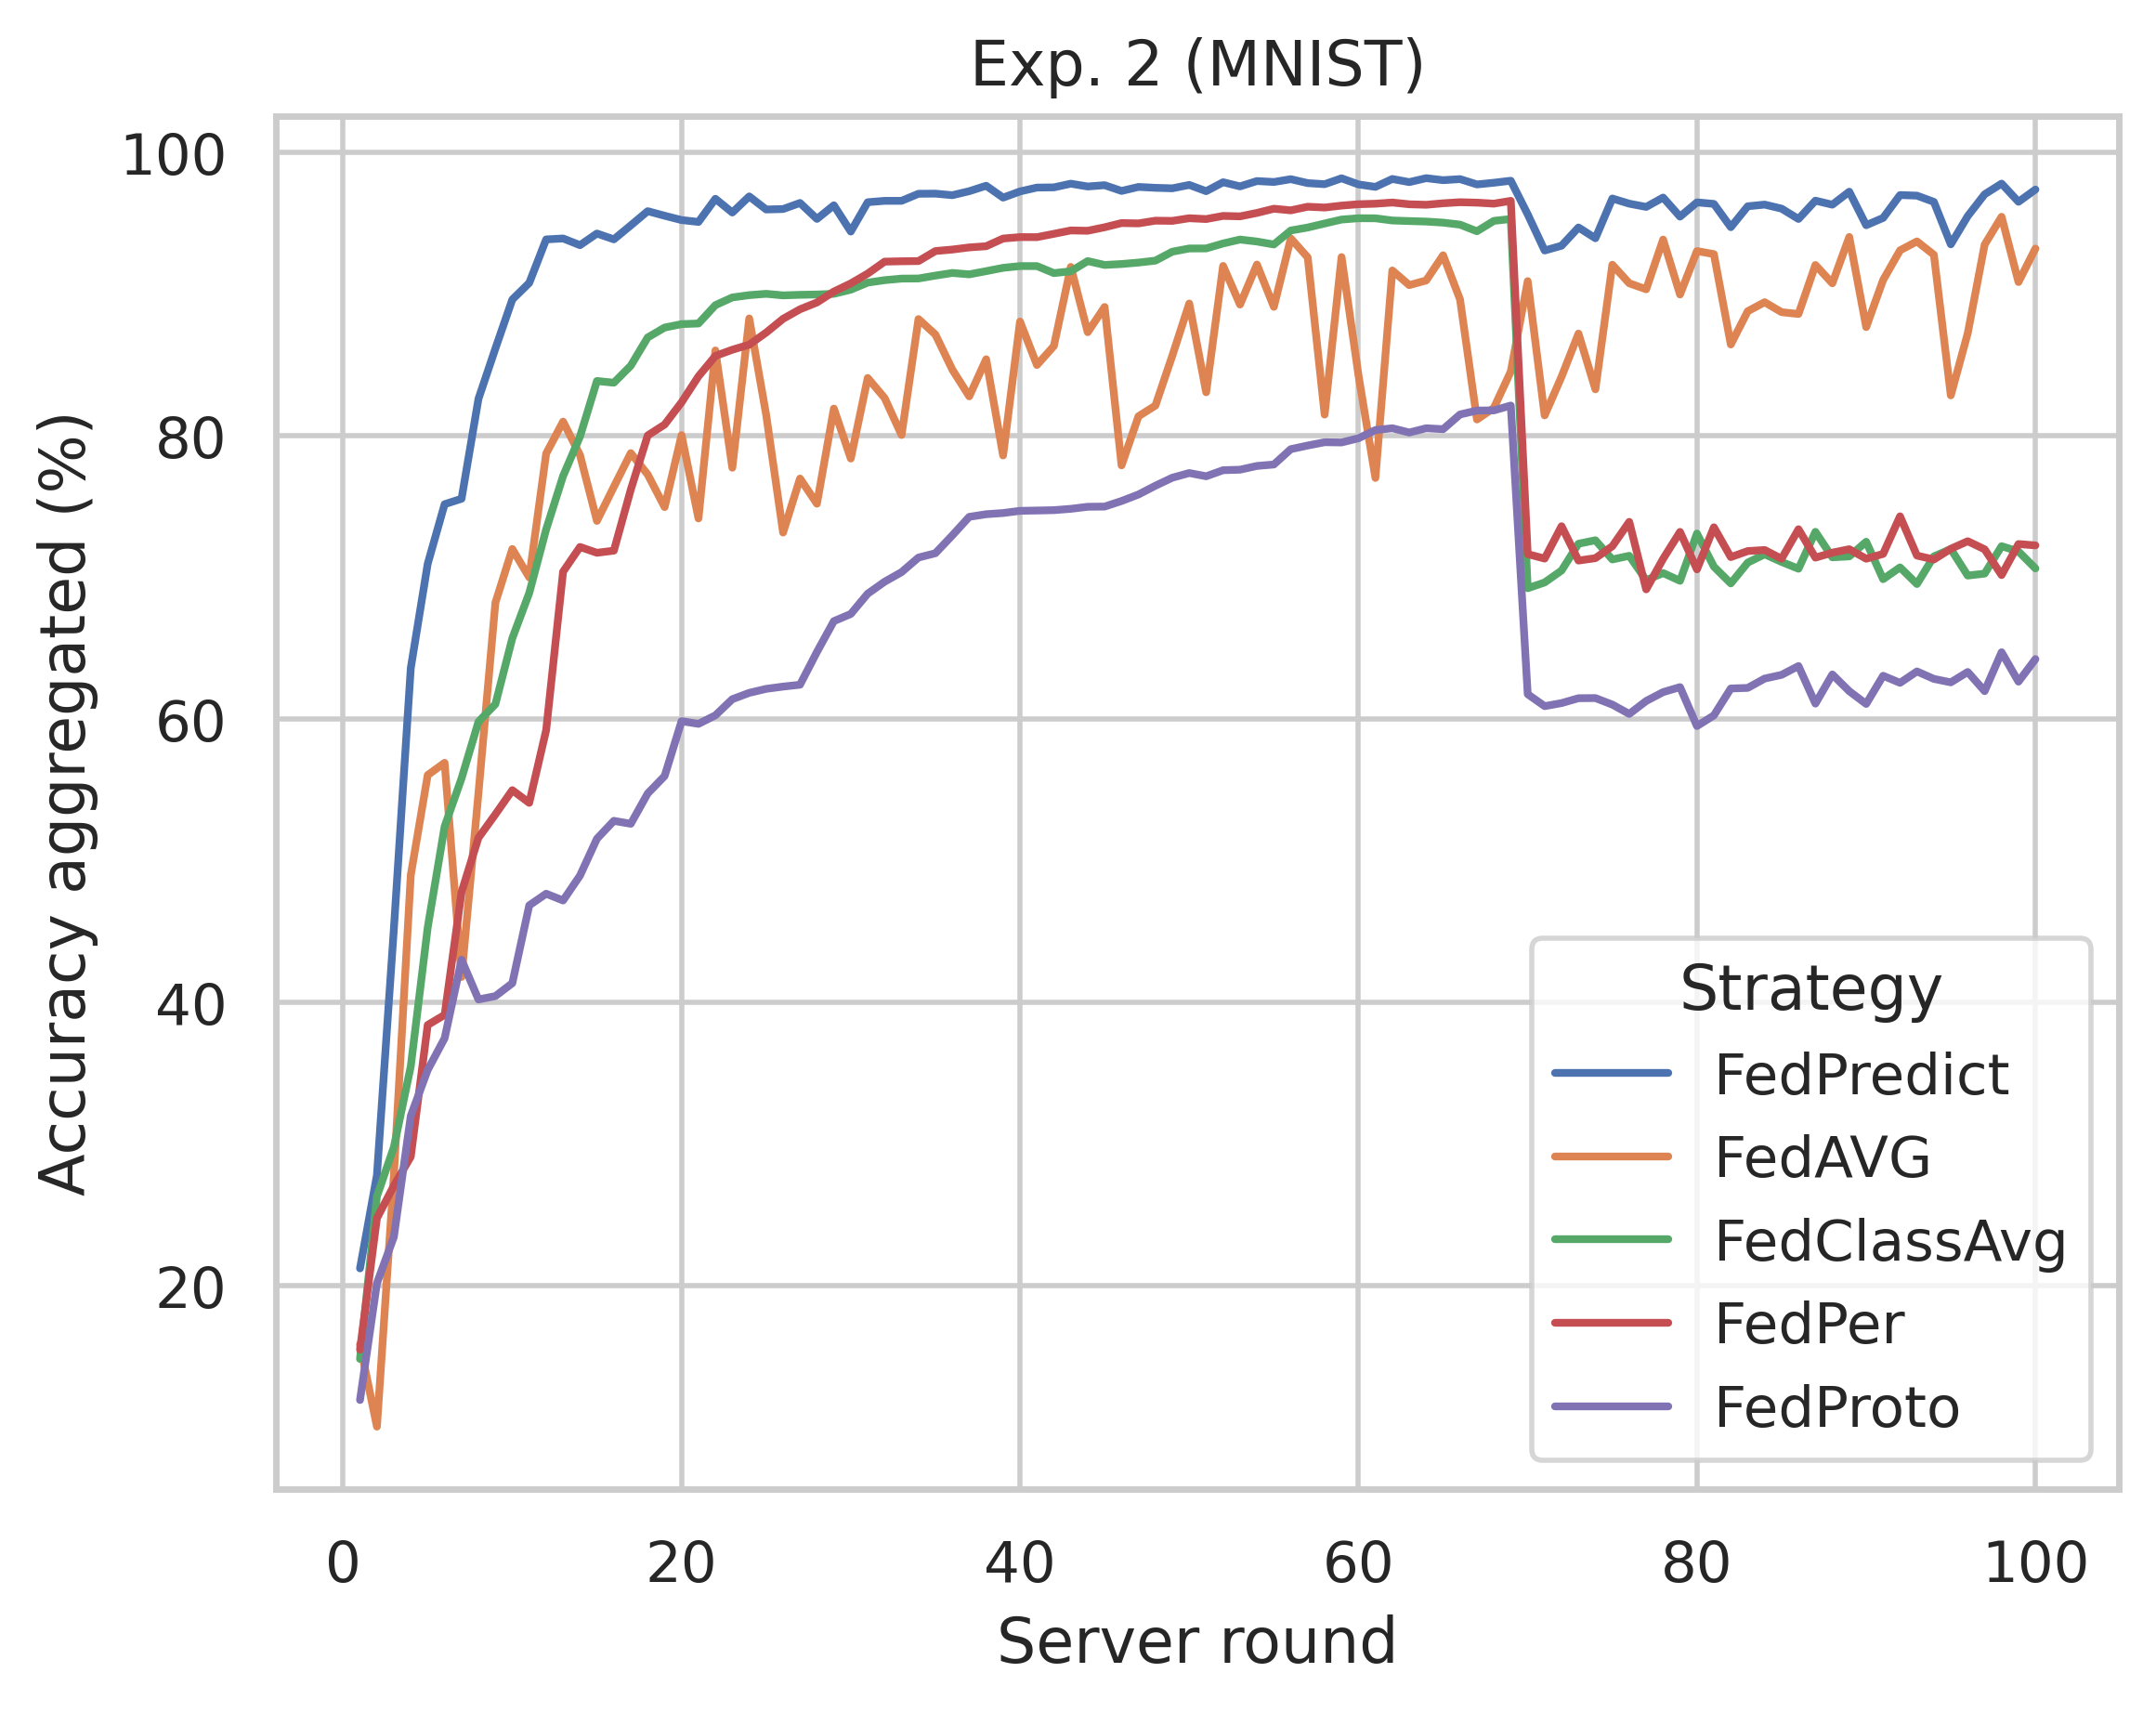 Exp. 2 (MNIST)
Accuracy aggregated (%)
100
80
60
40
20
0 20 40 60 80 100
Server round
Strategy
FedPredict
FedAVG
FedClassAvg
FedPer
FedProto